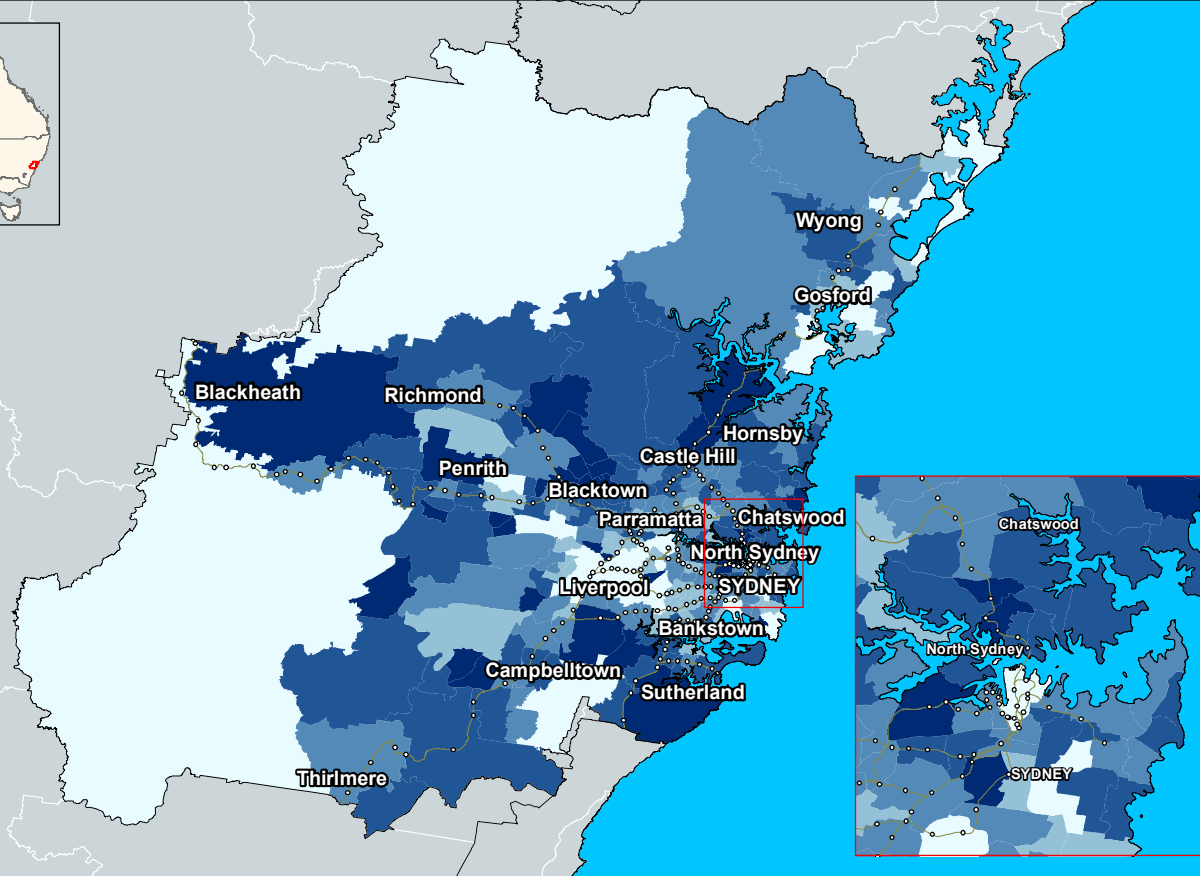 Wyong
Gosford
Blackheath
Richmond
Hornsby
Castle Hill
Penrith
Blacktown
Parramatta
Chatswood
North Sydney
Liverpool
SYDNEY
Bankstown
Campbelltown
Sutherland
Thirlmere
Chatswood
North Sydney
SYDNEY